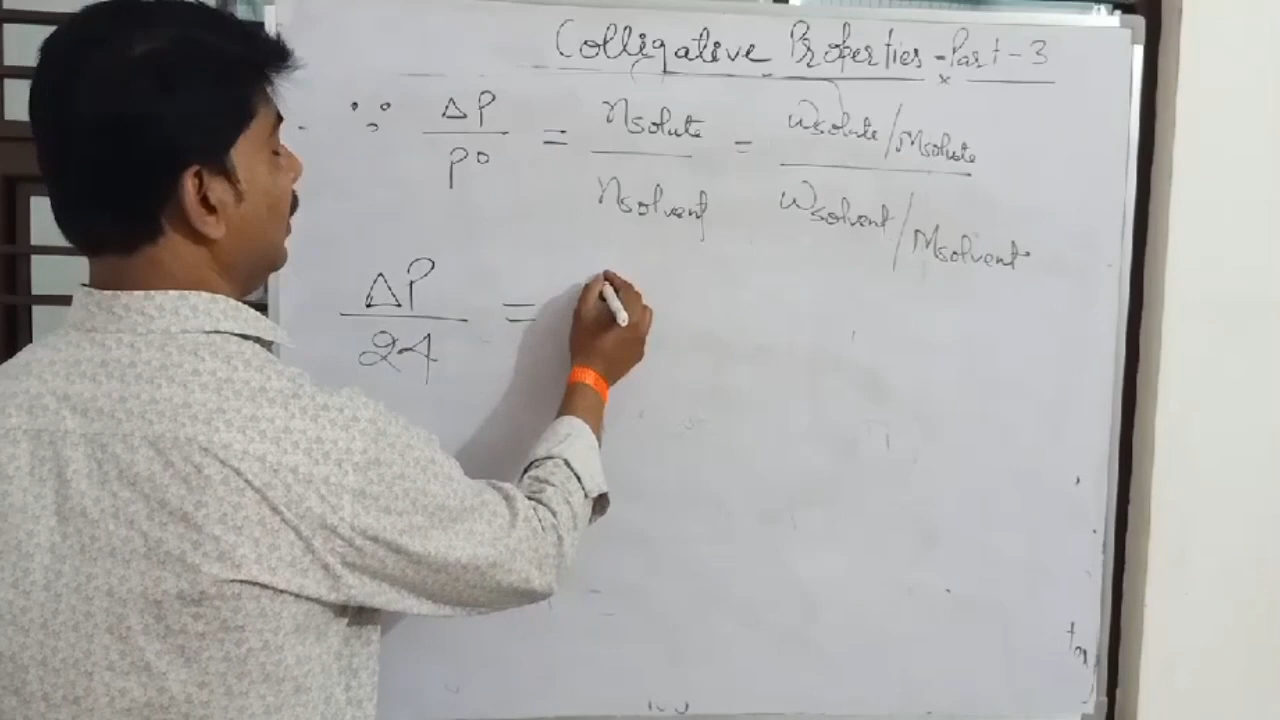 Colligative Properties - Part - 3
∵ ΔP / P° = nsolute / nsolvent = wsolute/Msolute / wsolvent/Msolvent
ΔP / 24 =